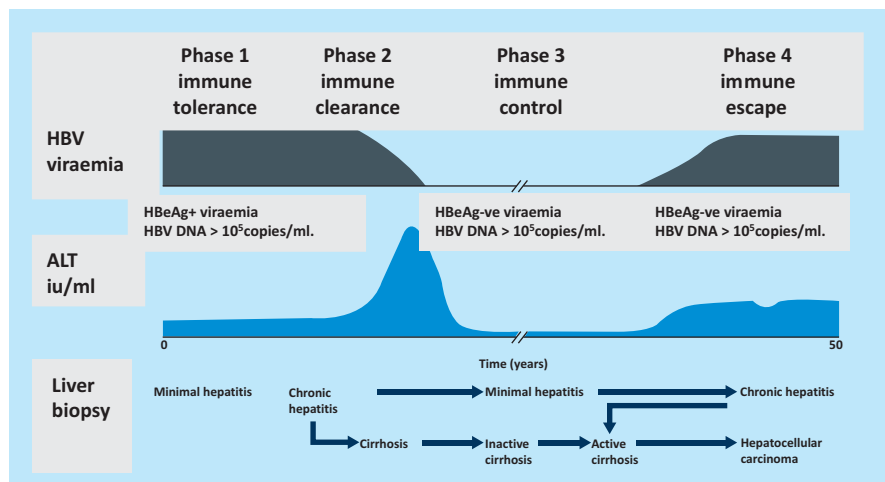 Phase 1
immune
tolerance
Phase 2
immune
clearance
Phase 3
immune
control
Phase 4
immune
escape
HBV
viraemia
HBeAg+ viraemia
HBV DNA > 10⁵copies/ml.
HBeAg-ve viraemia
HBV DNA > 10⁵copies/ml.
HBeAg-ve viraemia
HBV DNA > 10⁵copies/ml.
ALT
iu/ml
0
50
Time (years)
Liver
biopsy
Minimal hepatitis
Chronic
hepatitis
Minimal hepatitis
Chronic hepatitis
Cirrhosis
Inactive
cirrhosis
Active
cirrhosis
Hepatocellular
carcinoma